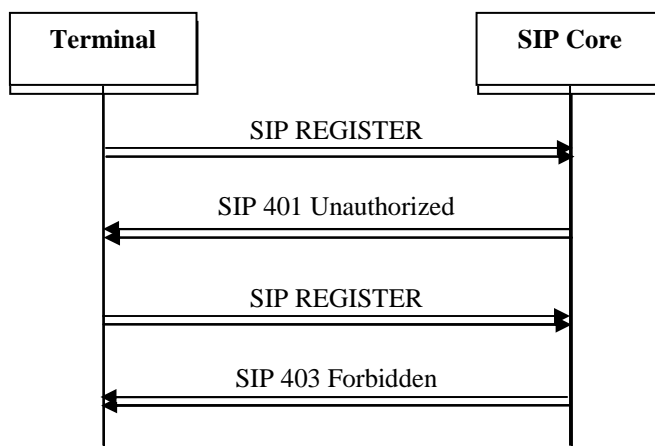 Terminal
SIP Core
SIP REGISTER
SIP 401 Unauthorized
SIP REGISTER
SIP 403 Forbidden